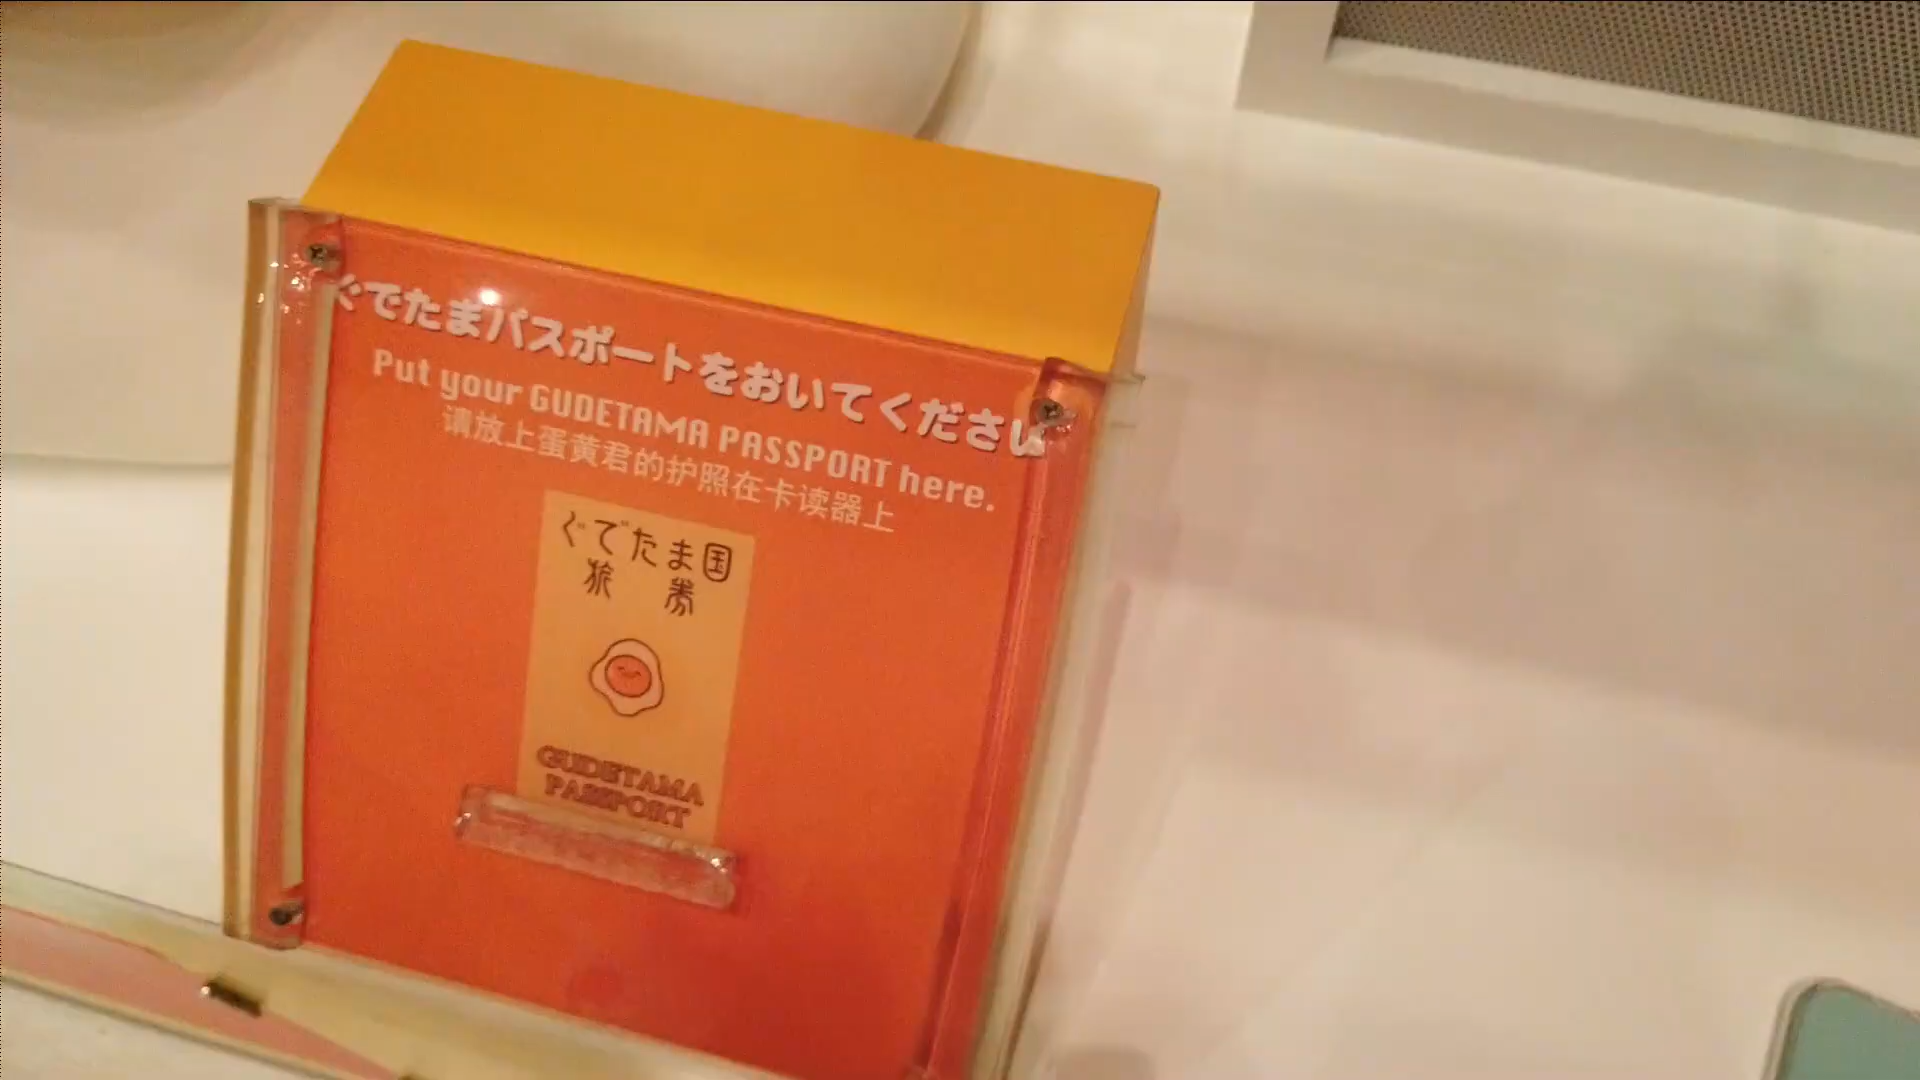 ぐでたまパスポートをおいてください
Put your GUDETAMA PASSPORT here.
请放上蛋黄君的护照在卡读器上
ぐでたま国
旅券
GUDETAMA
PASSPORT